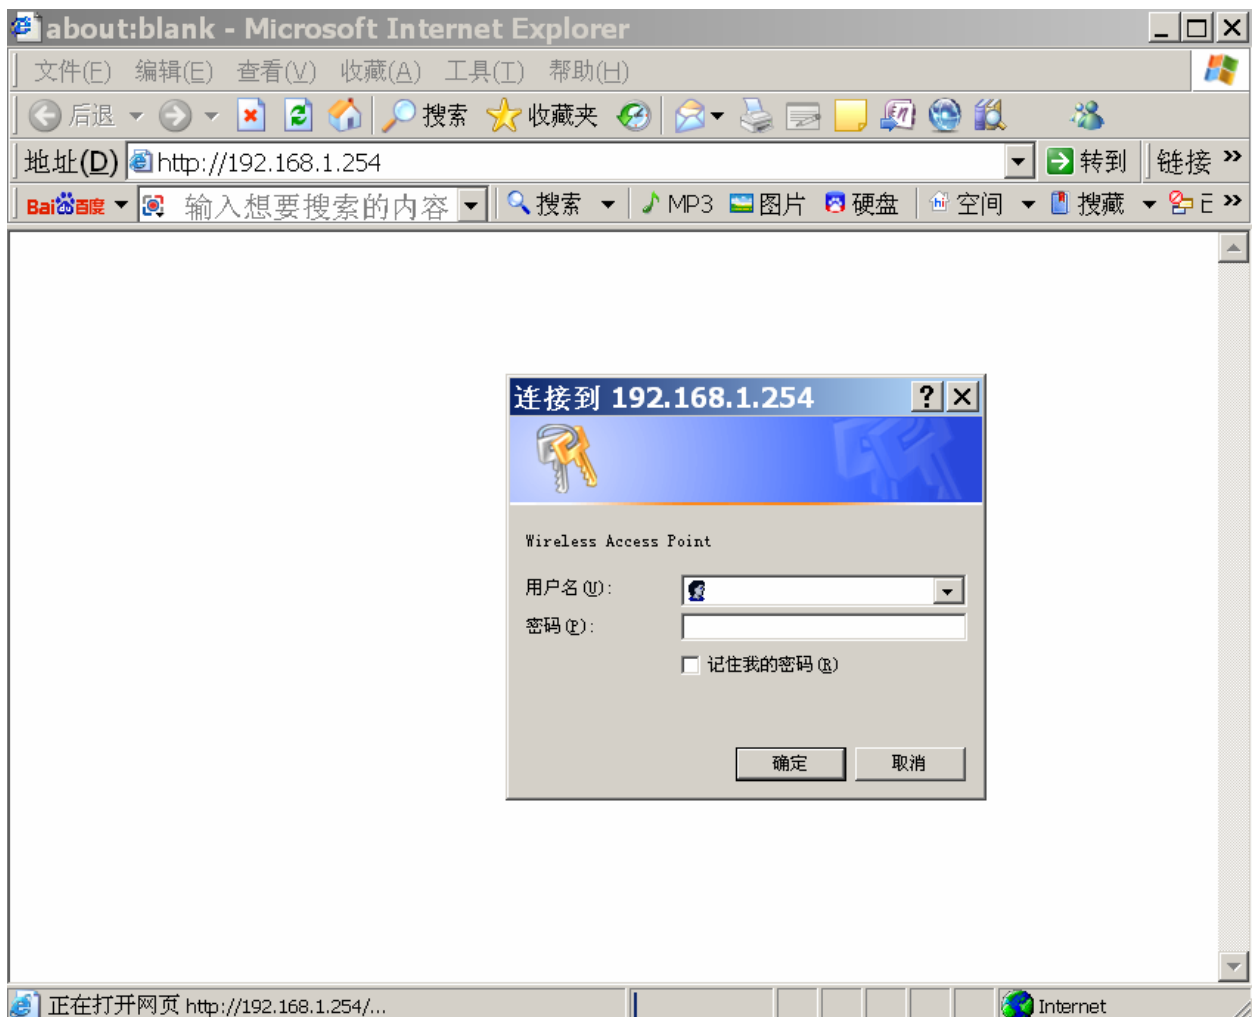 about:blank - Microsoft Internet Explorer
文件(F) 编辑(E) 查看(V) 收藏(A) 工具(T) 帮助(H)
后退 搜索 收藏夹
地址(D) http://192.168.1.254 转到 链接 »
Bai百度 输入想要搜索的内容 搜索 MP3 图片 硬盘 hi 空间 搜藏 »
连接到 192.168.1.254
Wireless Access Point
用户名(U):
密码(P):
记住我的密码(R)
确定 取消
正在打开网页 http://192.168.1.254/... Internet